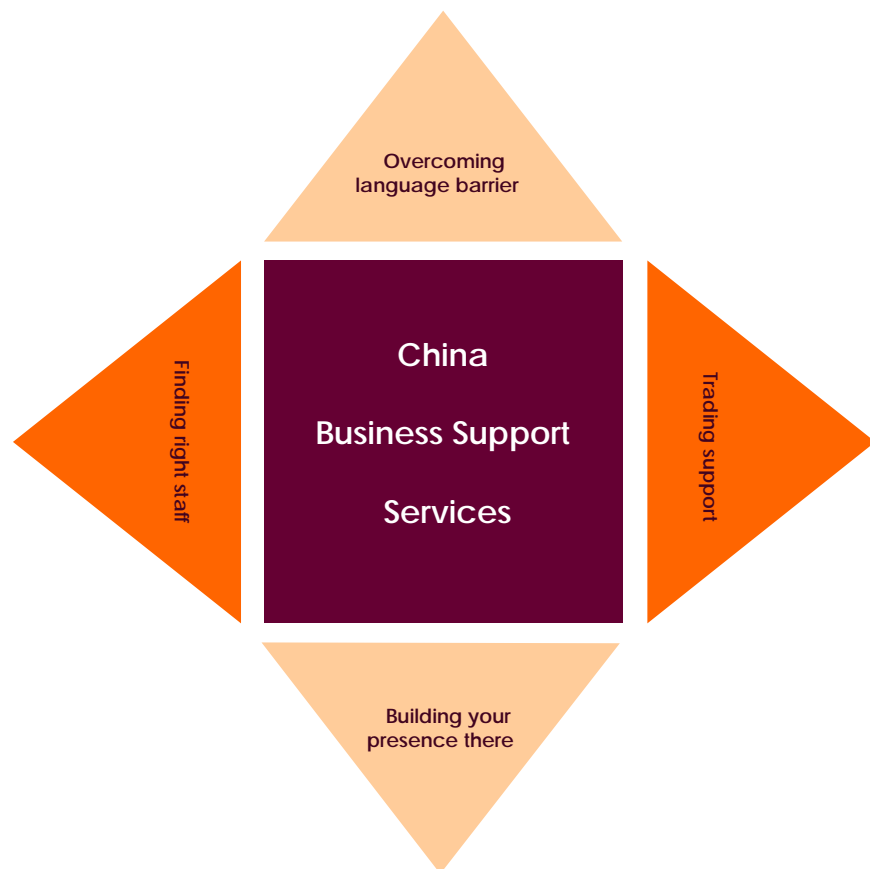 Overcoming
language barrier
Finding right staff
China
Business Support
Services
Trading support
Building your
presence there